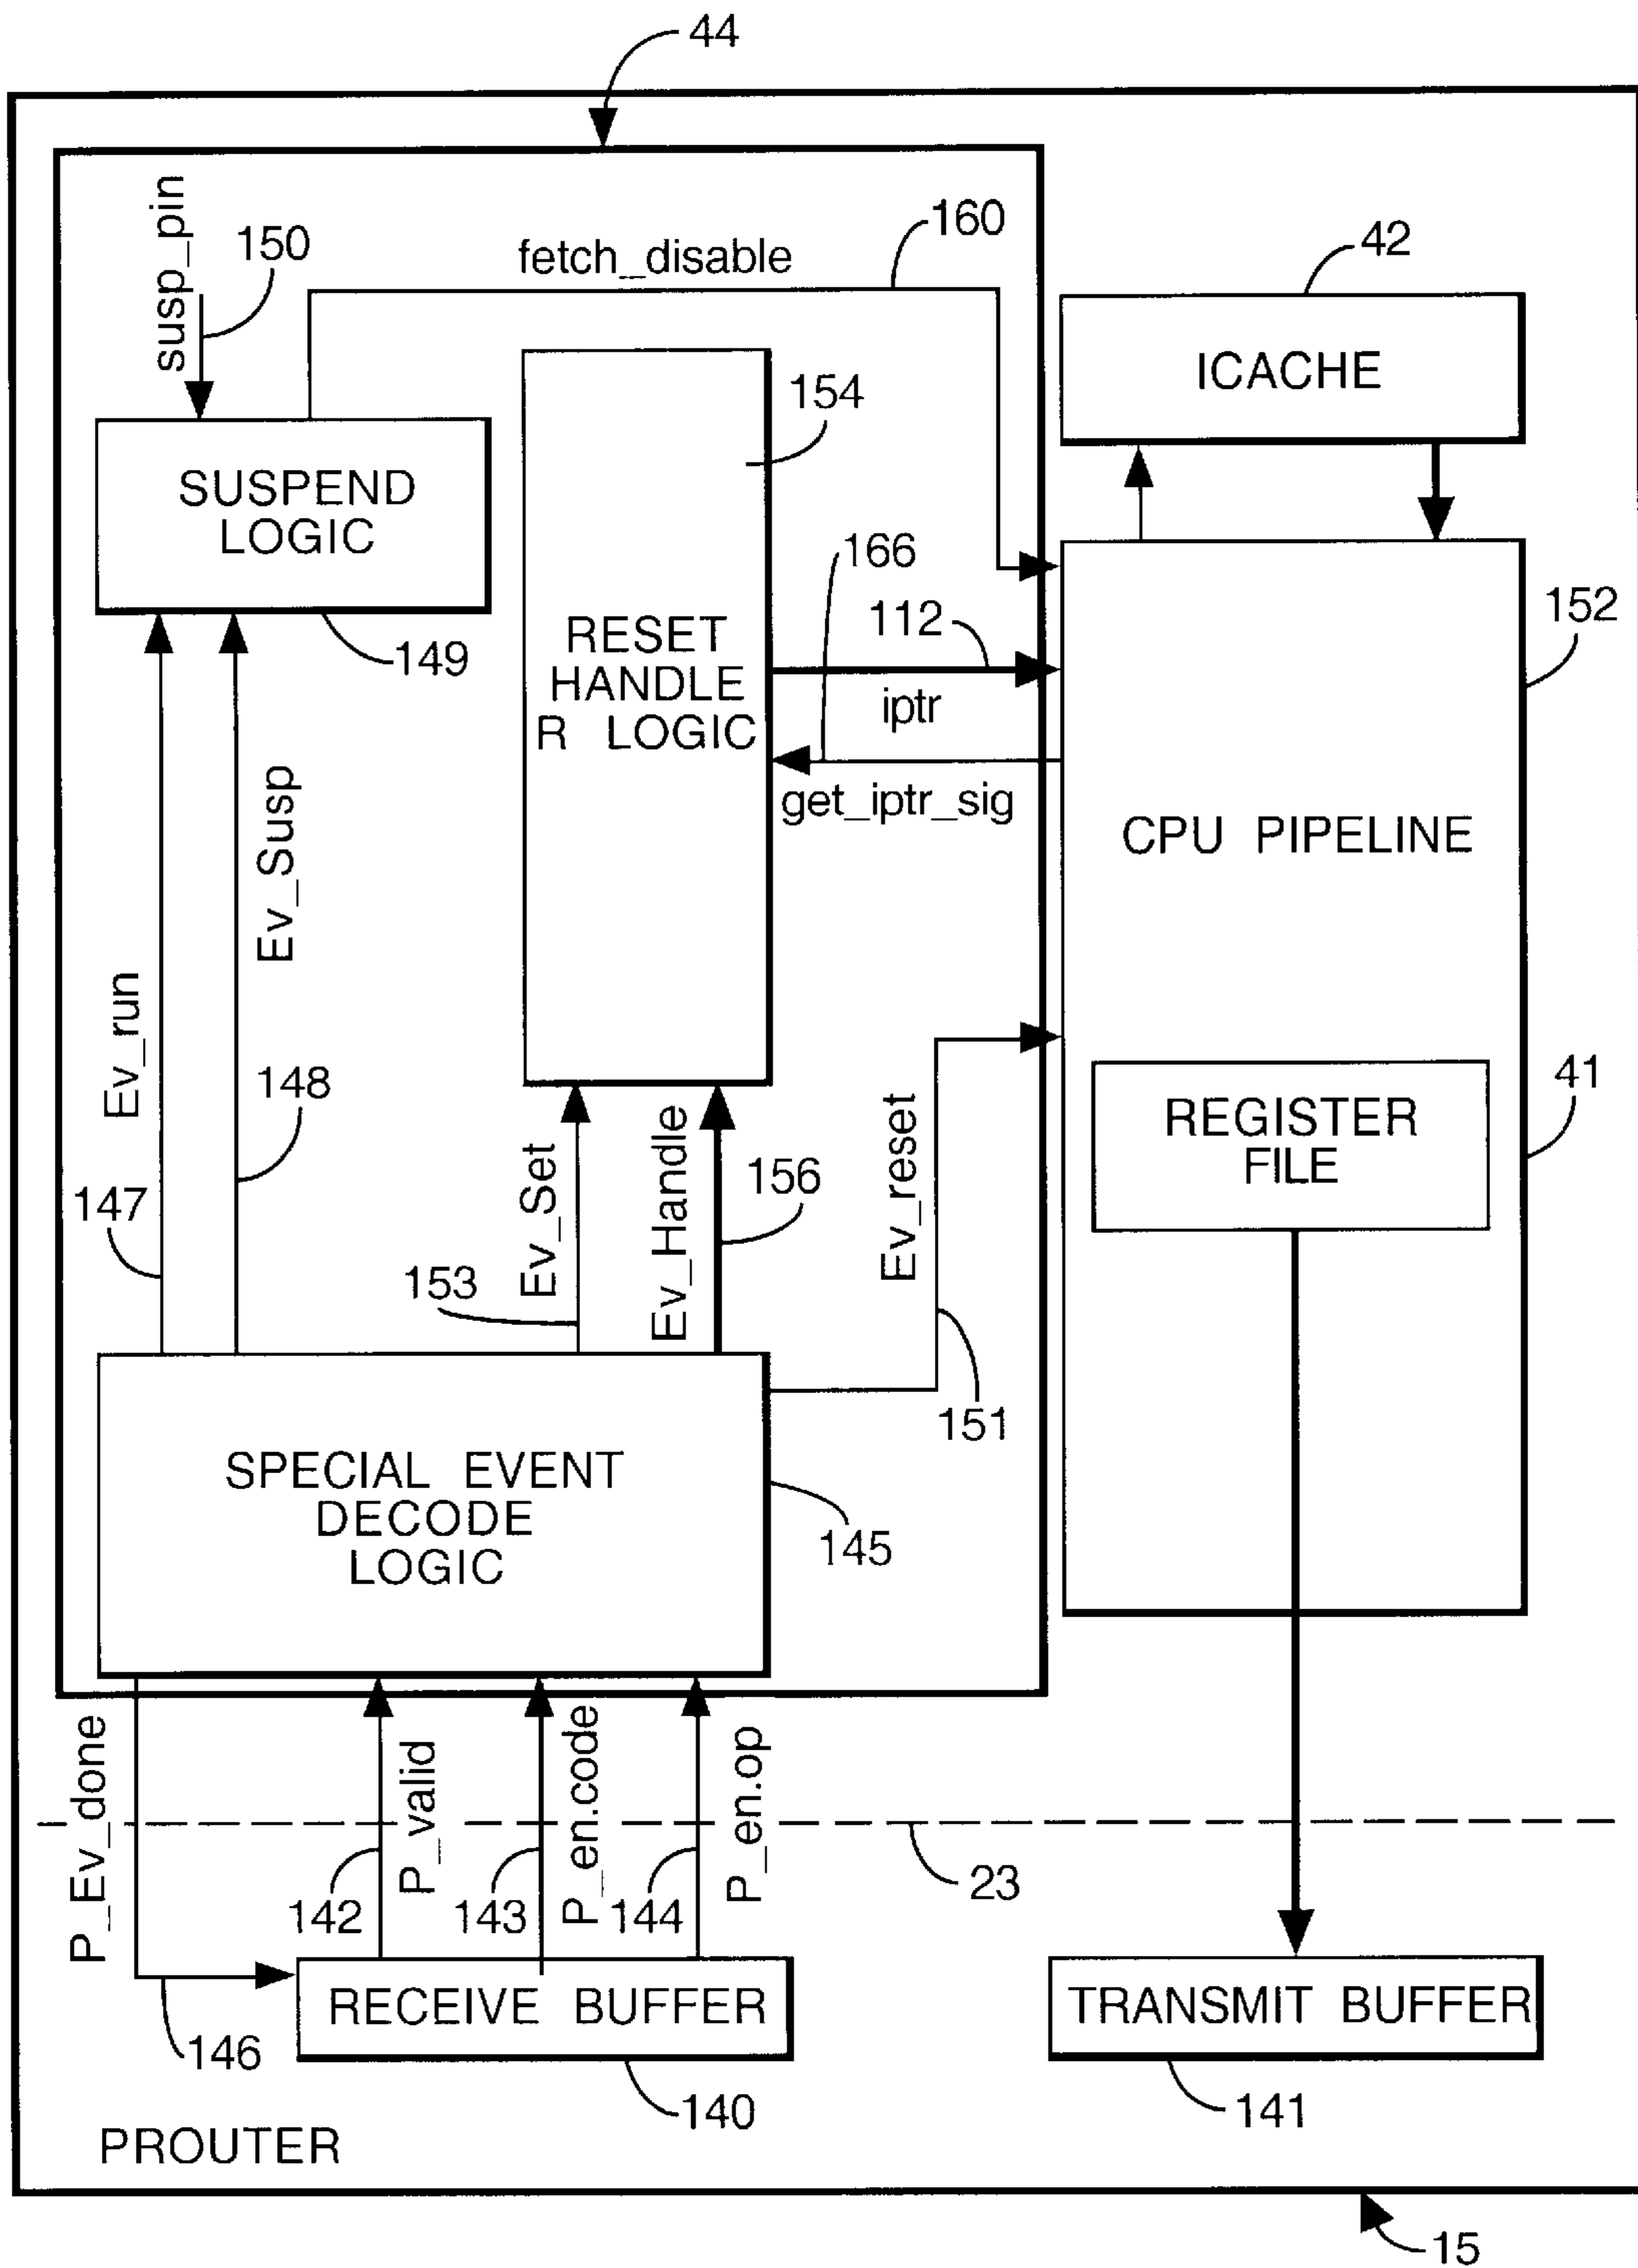 44
susp_pin
150
fetch_disable
160
42
ICACHE
154
SUSPEND
LOGIC
149
166
112
152
RESET
HANDLE
R LOGIC
iptr
get_iptr_sig
CPU PIPELINE
Ev_run
Ev_Susp
148
147
153
Ev_Set
Ev_Handle
156
Ev_reset
151
41
REGISTER
FILE
SPECIAL EVENT
DECODE
LOGIC
145
P_Ev_done
142
P_valid
143
P_en.code
144
P_en.op
23
RECEIVE BUFFER
TRANSMIT BUFFER
146
140
141
PROUTER
15